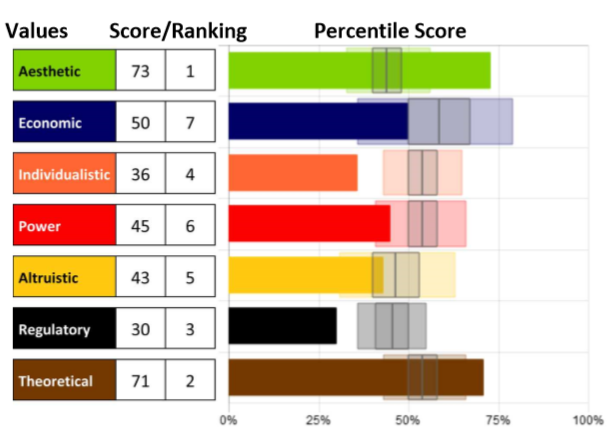 Values Score/Ranking Percentile Score
Aesthetic 73 1
Economic 50 7
Individualistic 36 4
Power 45 6
Altruistic 43 5
Regulatory 30 3
Theoretical 71 2
0% 25% 50% 75% 100%